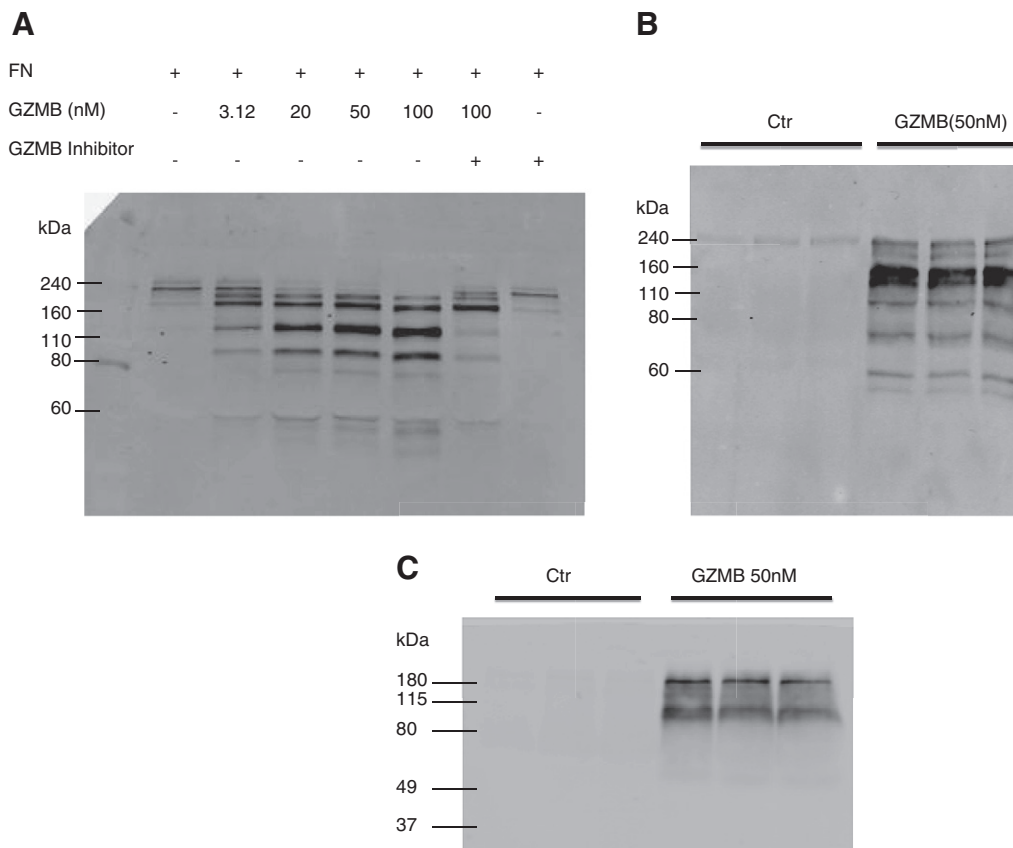 A
FN + + + + + + +
GZMB (nM) - 3.12 20 50 100 100 -
GZMB Inhibitor - - - - - + +
kDa
240
160
110
80
60
B
Ctr GZMB(50nM)
kDa
240
160
110
80
60
C
Ctr GZMB 50nM
kDa
180
115
80
49
37